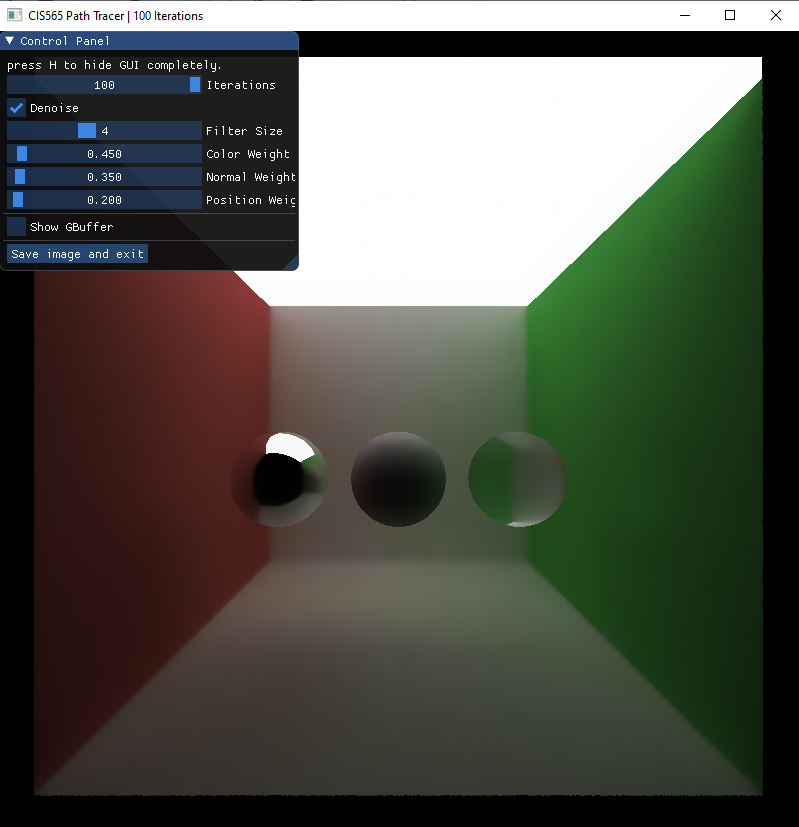 CIS565 Path Tracer | 100 Iterations
Control Panel
press H to hide GUI completely.
100 Iterations
Denoise
4 Filter Size
0.450 Color Weight
0.350 Normal Weight
0.200 Position Weig
Show GBuffer
Save image and exit